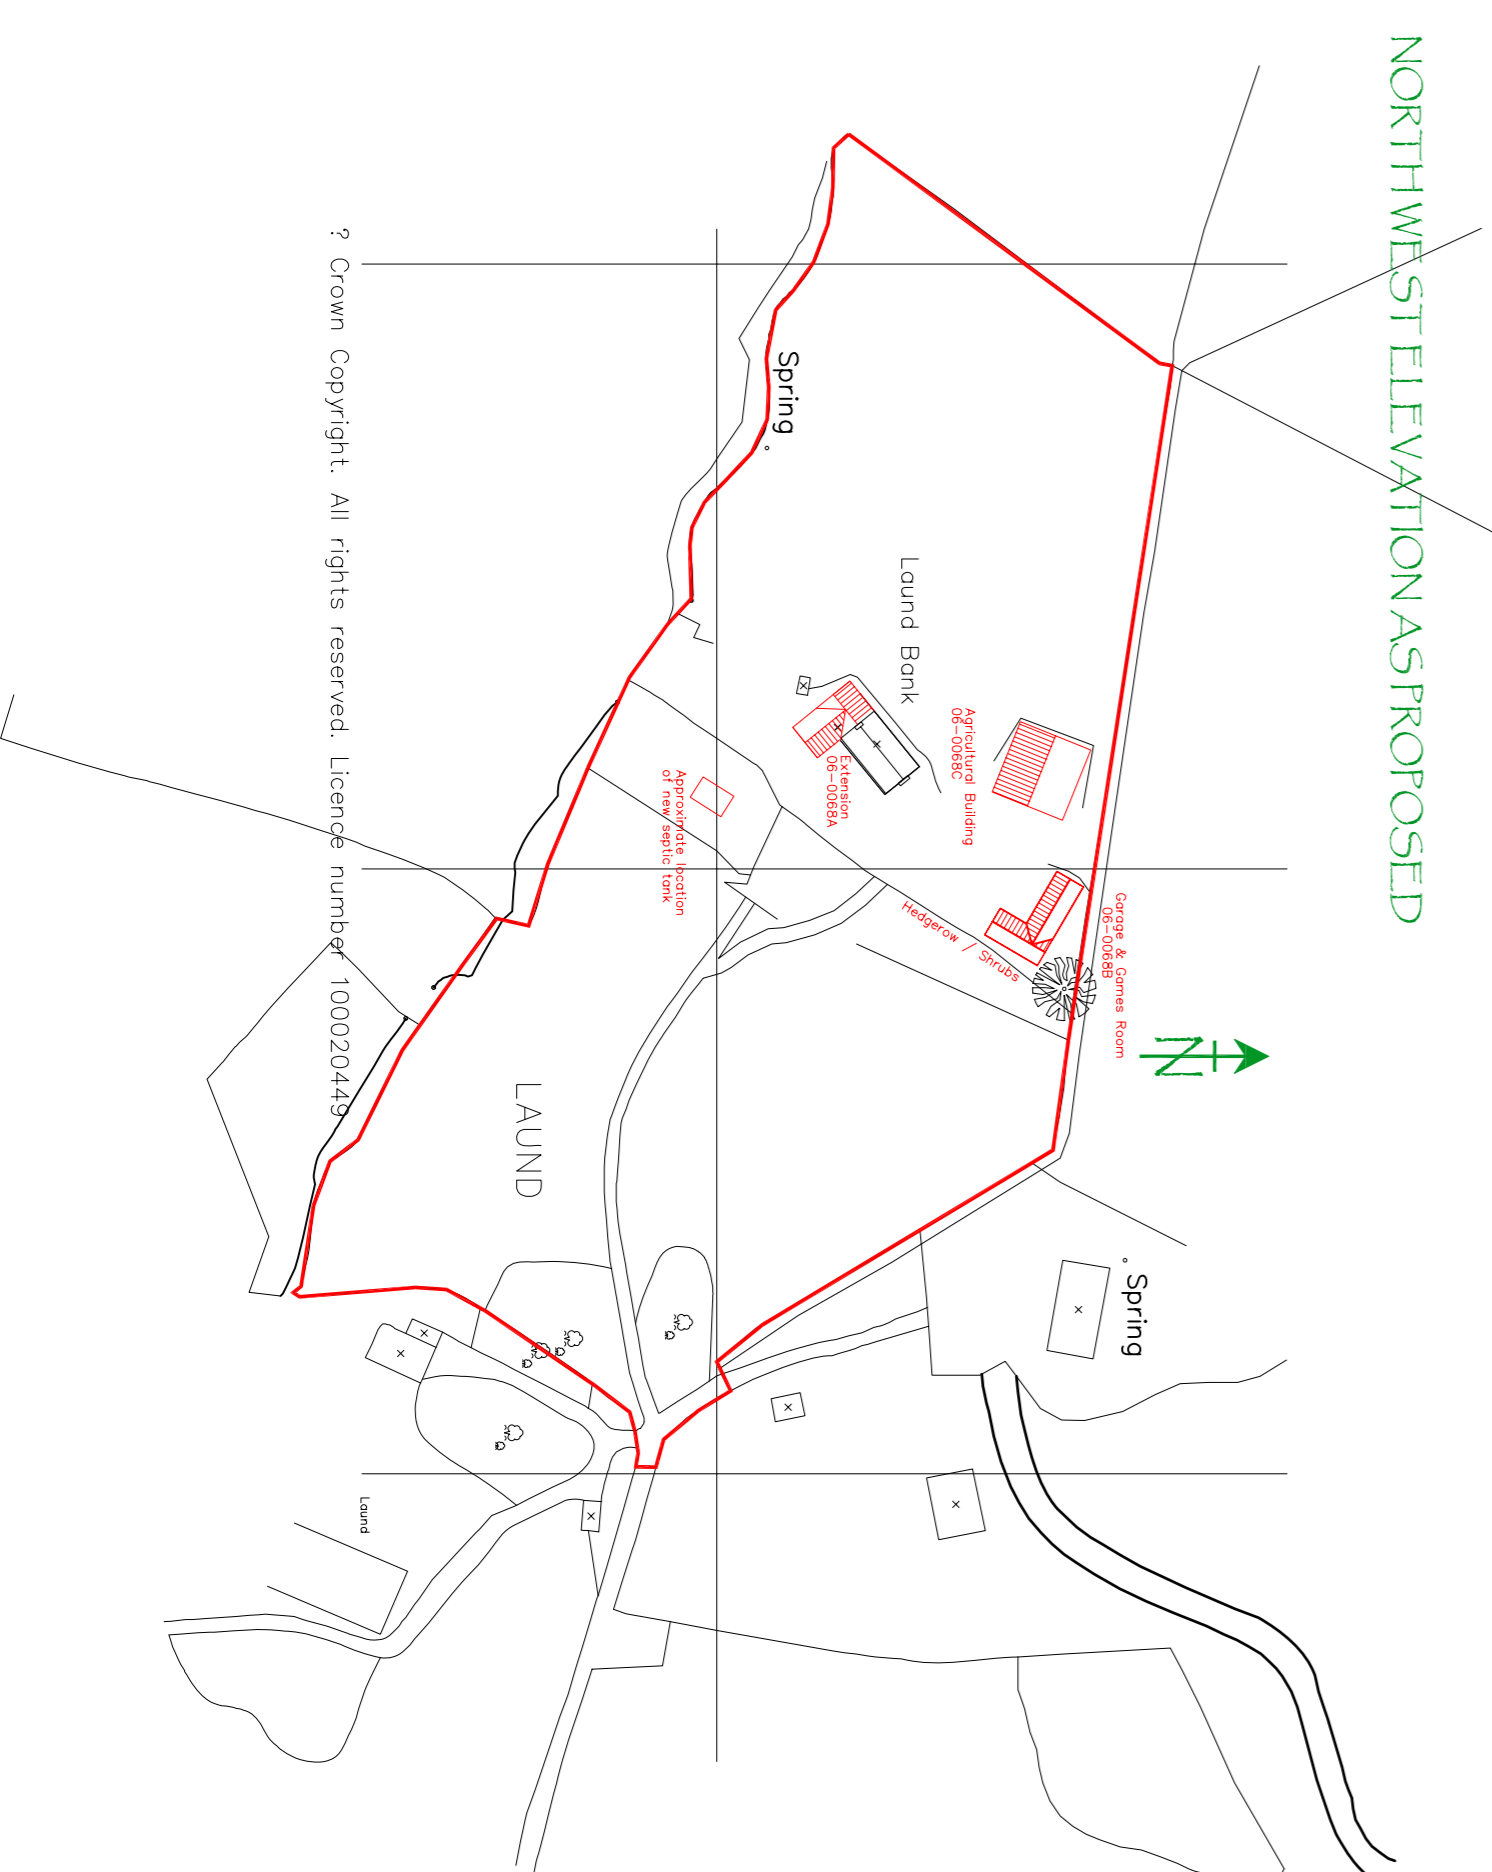 NORTH WEST ELEVATION AS PROPOSED
N
Garage & Games Room
06-0068B
Spring
Agricultural Building
06-0068C
Hedgerow / Shrubs
Laund Bank
Extension
06-0068A
Spring
Approximate location
of new septic tank
LAUND
Laund
? Crown Copyright. All rights reserved. Licence number 100020449